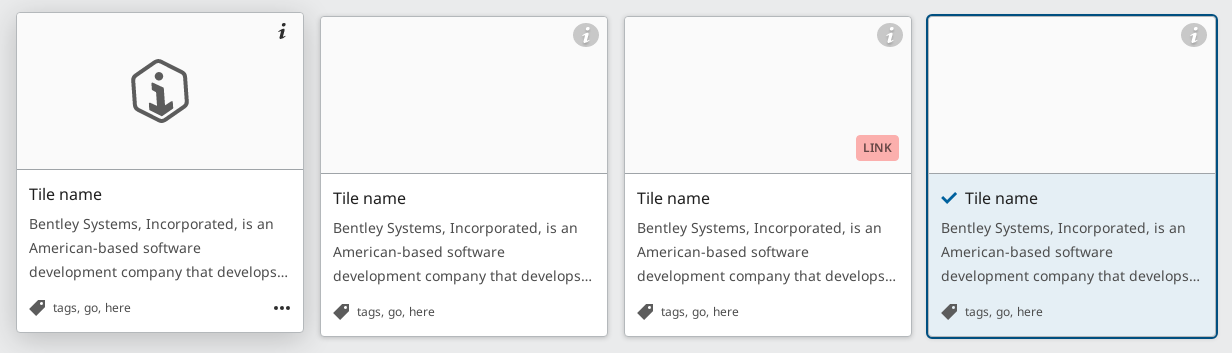 Tile name
Bentley Systems, Incorporated, is an
American-based software
development company that develops...
tags, go, here
Tile name
Bentley Systems, Incorporated, is an
American-based software
development company that develops...
tags, go, here
LINK
Tile name
Bentley Systems, Incorporated, is an
American-based software
development company that develops...
tags, go, here
Tile name
Bentley Systems, Incorporated, is an
American-based software
development company that develops...
tags, go, here